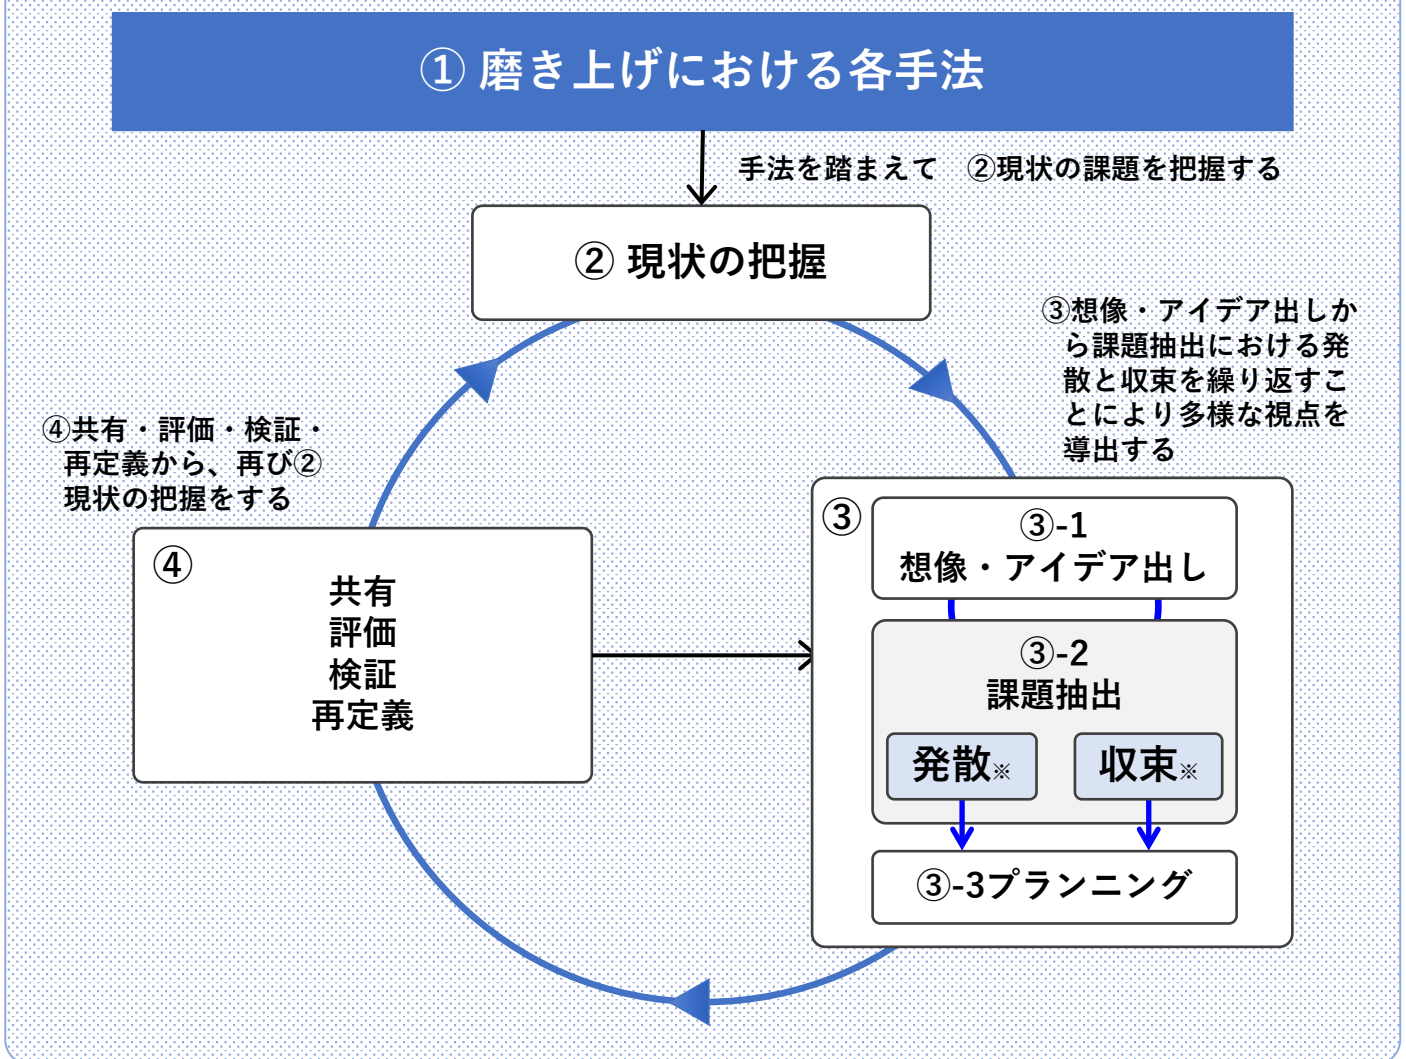 ① 磨き上げにおける各手法
手法を踏まえて　②現状の課題を把握する
② 現状の把握
③想像・アイデア出しか
ら課題抽出における発
散と収束を繰り返すこ
とにより多様な視点を
導出する
④共有・評価・検証・
再定義から、再び②
現状の把握をする
③
③-1
想像・アイデア出し
③-2
課題抽出
発散※
収束※
③-3プランニング
④
共有
評価
検証
再定義